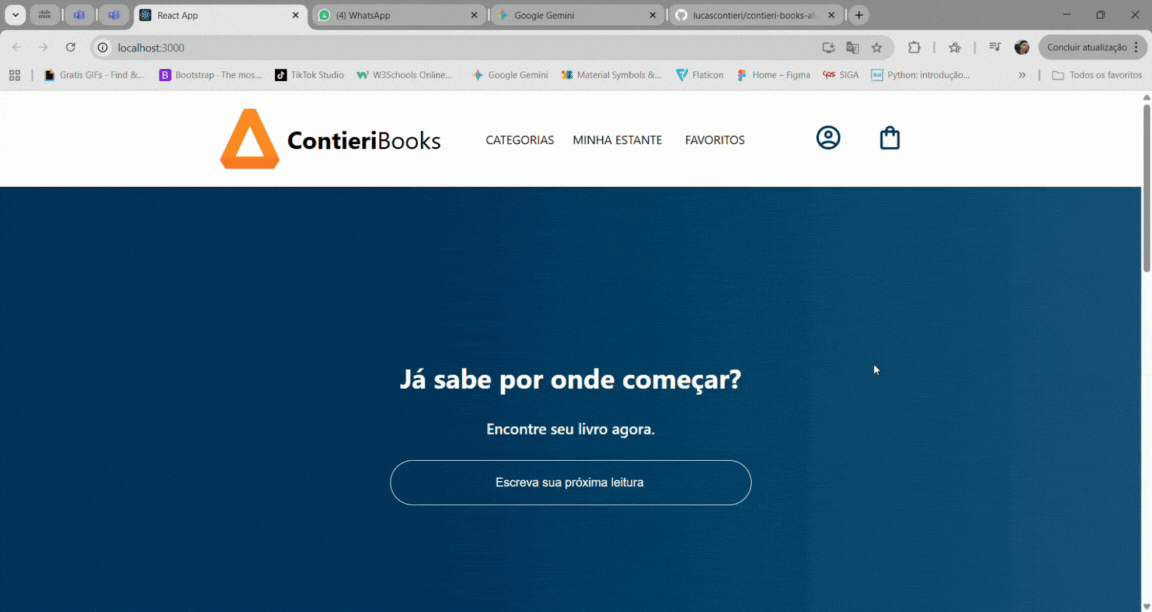 React App
(4) WhatsApp
Google Gemini
lucascontieri/contieri-books-al
localhost:3000
Concluir atualização
Gratis GIFs - Find &...
Bootstrap · The mos...
TikTok Studio
W3Schools Online...
Google Gemini
Material Symbols &...
Flaticon
Home – Figma
SIGA
Python: introdução...
Todos os favoritos
ContieriBooks
CATEGORIAS
MINHA ESTANTE
FAVORITOS
Já sabe por onde começar?
Encontre seu livro agora.
Escreva sua próxima leitura